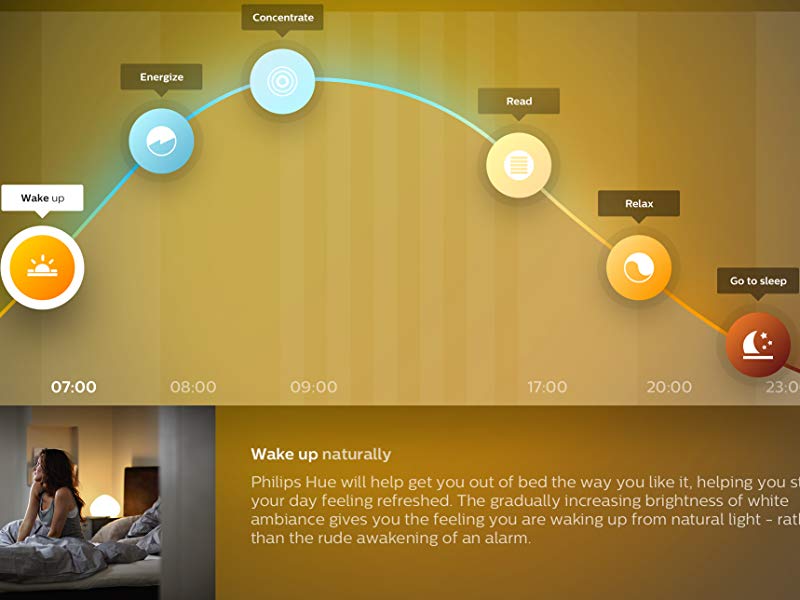 Concentrate
Energize
Read
Wake up
Relax
Go to sleep
07:00
08:00
09:00
17:00
20:00
23:0
Wake up naturally
Philips Hue will help get you out of bed the way you like it, helping you st
your day feeling refreshed. The gradually increasing brightness of white
ambiance gives you the feeling you are waking up from natural light – rath
than the rude awakening of an alarm.